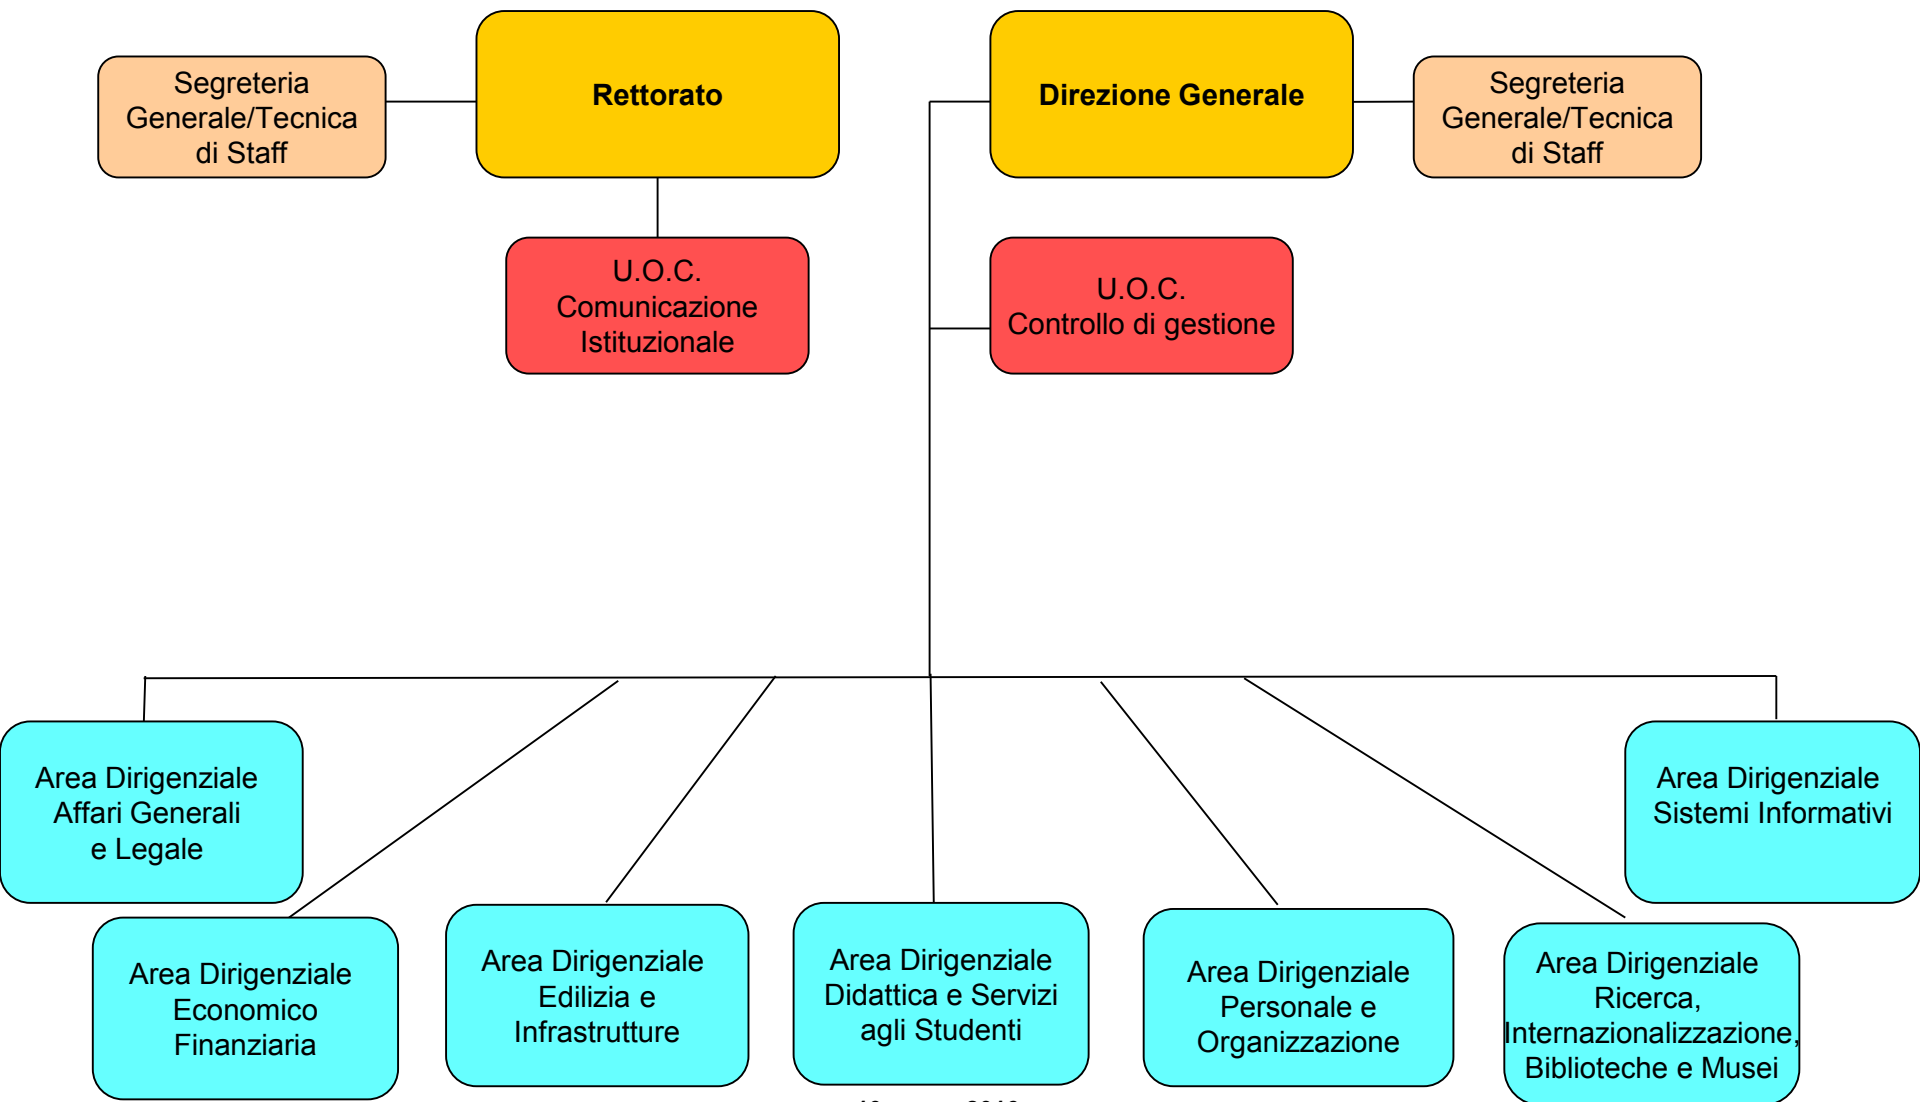 Segreteria
Generale/Tecnica
di Staff
Rettorato
Direzione Generale
Segreteria
Generale/Tecnica
di Staff
U.O.C.
Comunicazione
Istituzionale
U.O.C.
Controllo di gestione
Area Dirigenziale
Affari Generali
e Legale
Area Dirigenziale
Sistemi Informativi
Area Dirigenziale
Economico
Finanziaria
Area Dirigenziale
Edilizia e
Infrastrutture
Area Dirigenziale
Didattica e Servizi
agli Studenti
Area Dirigenziale
Personale e
Organizzazione
Area Dirigenziale
Ricerca,
Internazionalizzazione,
Biblioteche e Musei